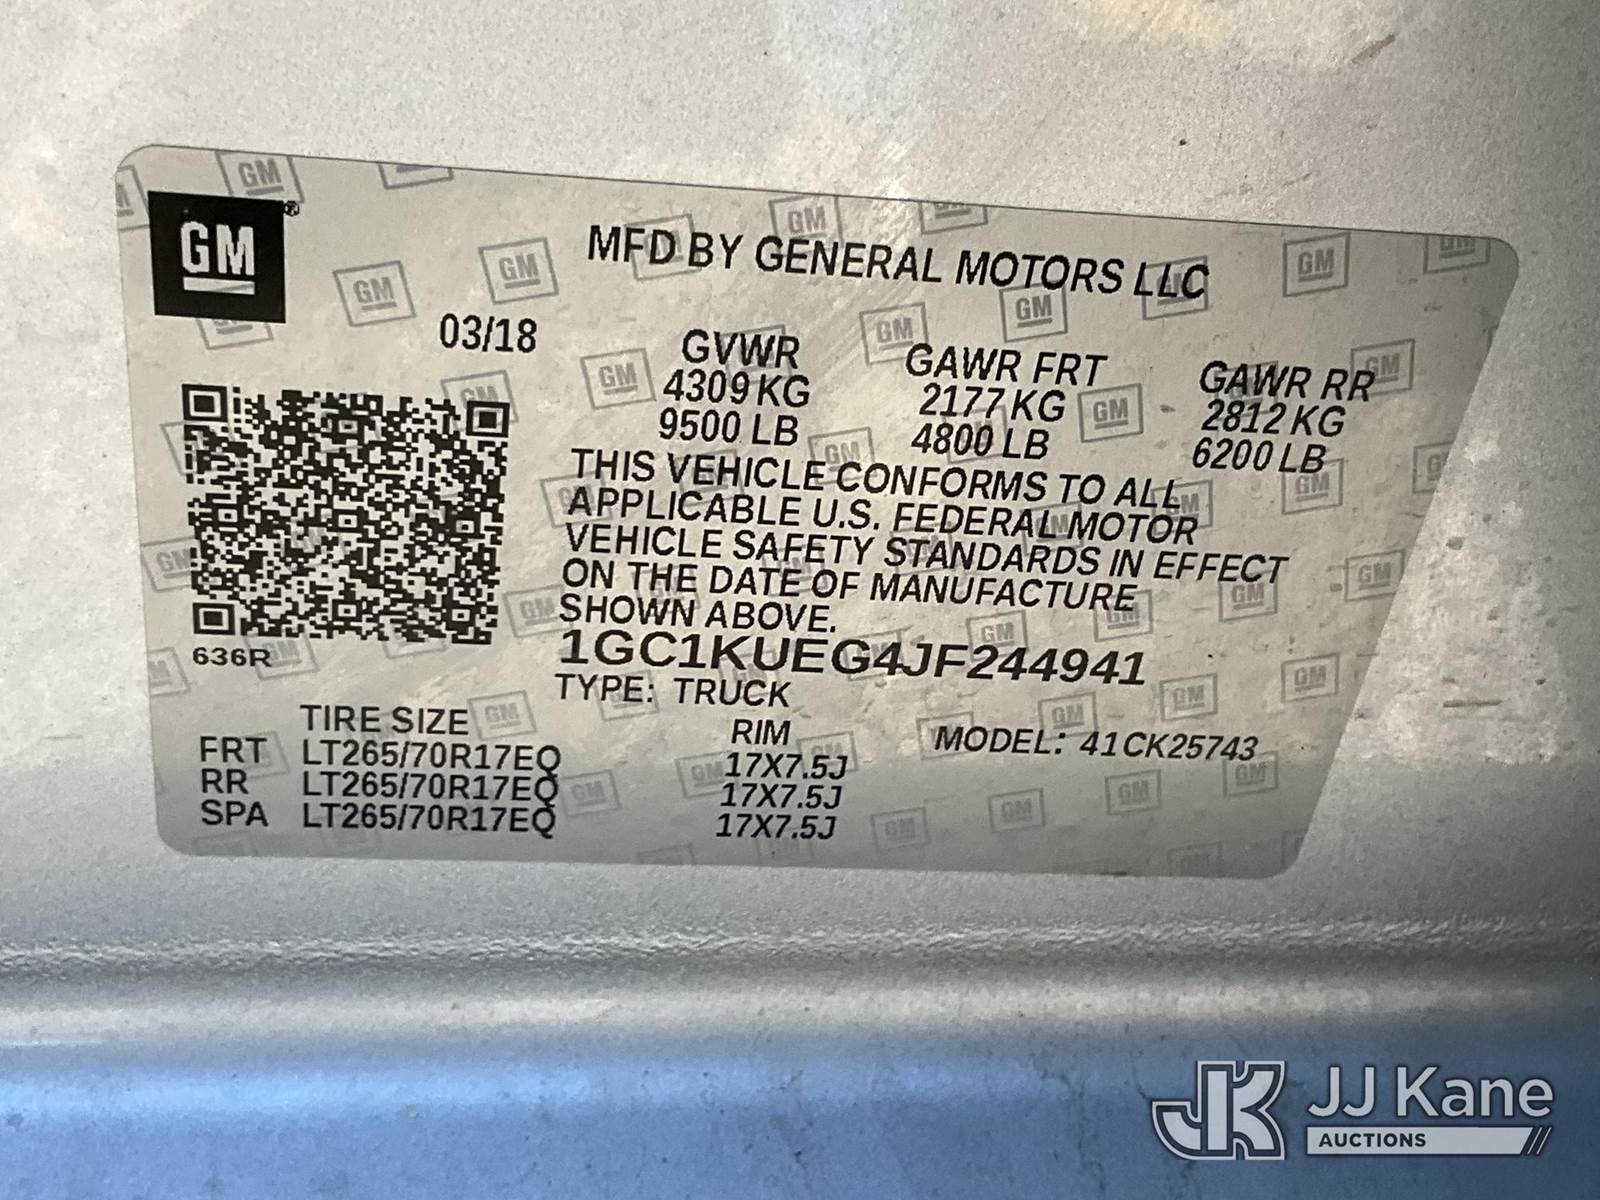 GM®
MFD BY GENERAL MOTORS LLC
03/18
GVWR
4309 KG
9500 LB
GAWR FRT
2177 KG
4800 LB
GAWR RR
2812 KG
6200 LB
THIS VEHICLE CONFORMS TO ALL
APPLICABLE U.S. FEDERAL MOTOR
VEHICLE SAFETY STANDARDS IN EFFECT
ON THE DATE OF MANUFACTURE
SHOWN ABOVE.
636R
1GC1KUEG4JF244941
TYPE: TRUCK
TIRE SIZE RIM MODEL: 41CK25743
FRT LT265/70R17EQ 17X7.5J
RR LT265/70R17EQ 17X7.5J
SPA LT265/70R17EQ 17X7.5J
JK JJ Kane
AUCTIONS